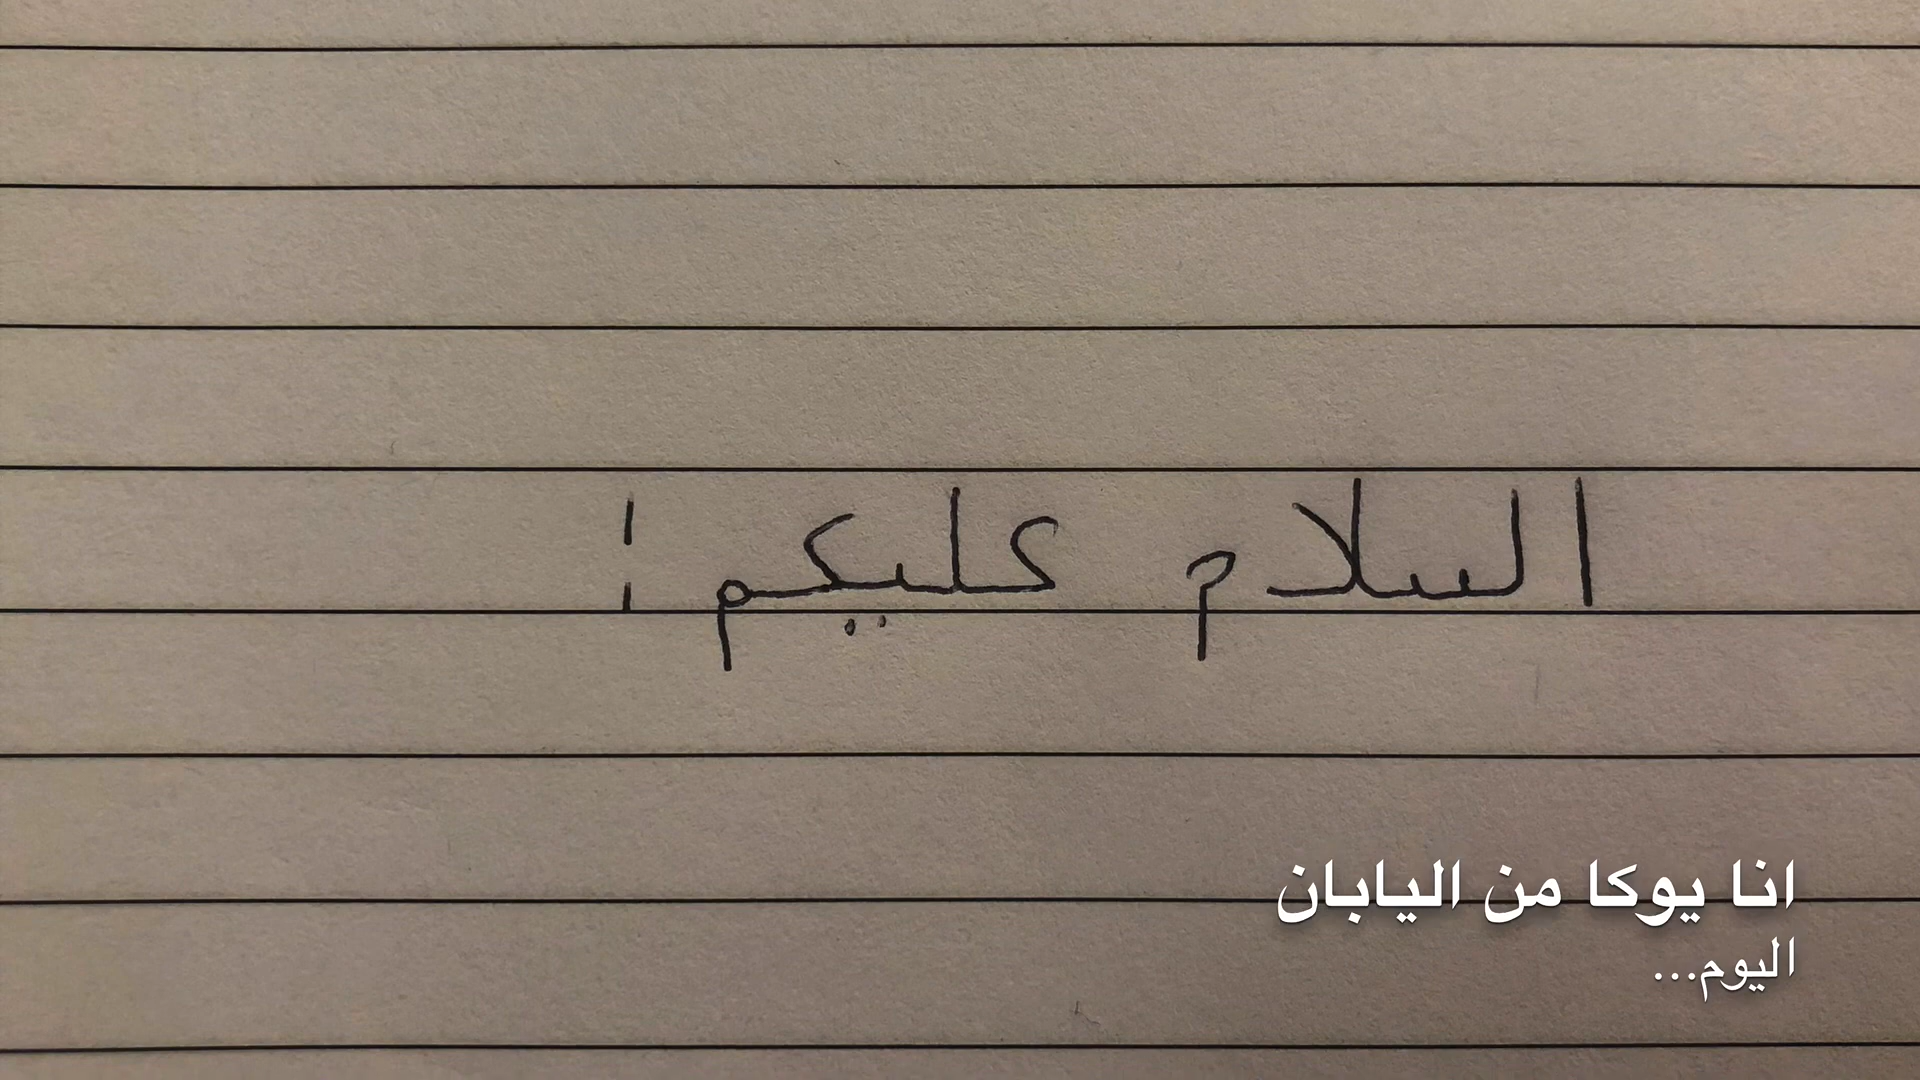 السلام عليكم !
انا يوكا من اليابان
اليوم...